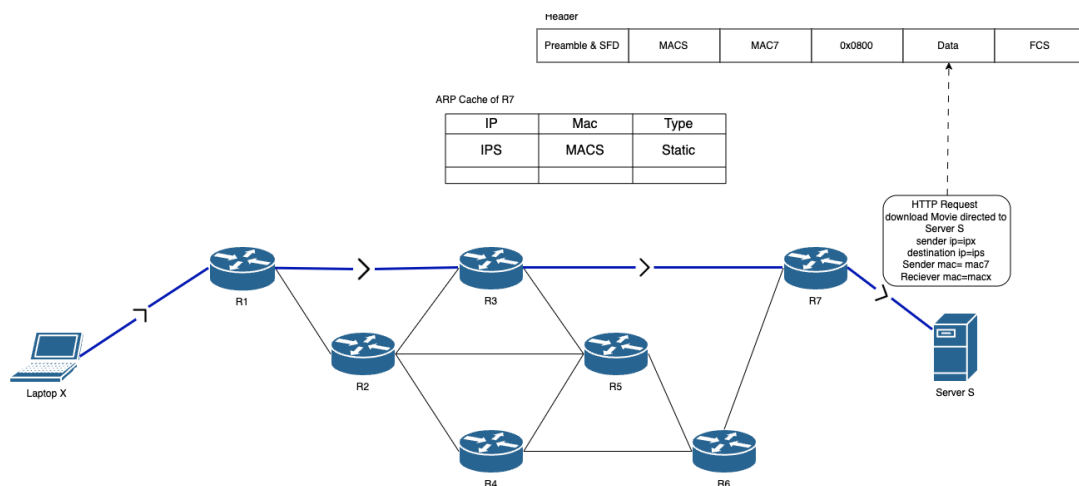 Header
Preamble & SFD MACS MAC7 0x0800 Data FCS
ARP Cache of R7
IP Mac Type
IPS MACS Static
HTTP Request
download Movie directed to
Server S
sender ip=ipx
destination ip=ips
Sender mac= mac7
Reciever mac=macx
R1
R3
R7
R2
R5
Laptop X
Server S
R4
R6